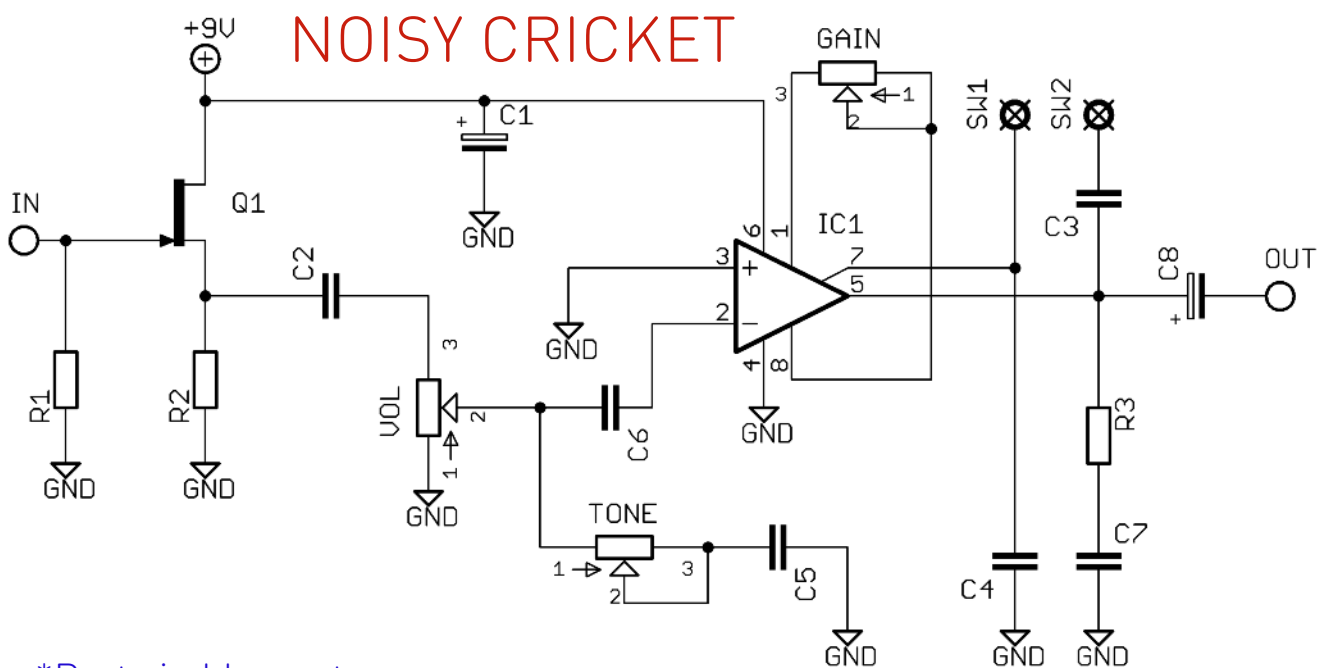 NOISY CRICKET
+9V
GAIN
3
1
2
SW1
SW2
+
C1
GND
IN
Q1
C2
6
1
IC1
C3
3
+
7
2
-
5
4
8
GND
GND
C8
+
OUT
R1
R2
3
VOL
2
1
C6
R3
GND
GND
GND
TONE
1
2
3
C5
C4
C7
GND
GND
GND